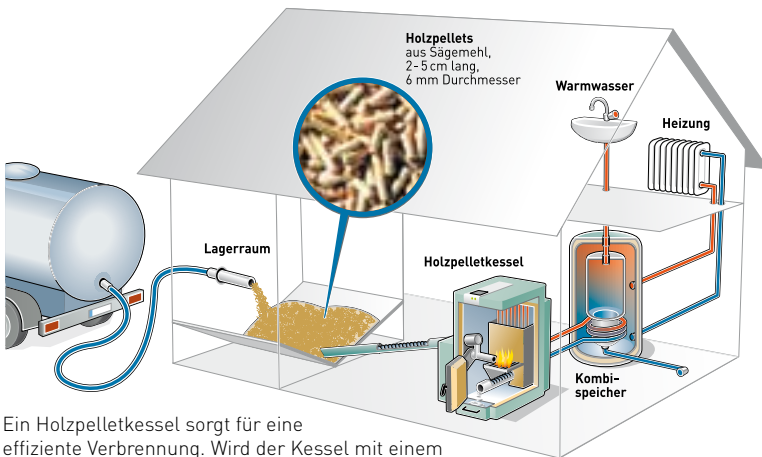 Holzpellets
aus Sägemehl,
2-5 cm lang,
6 mm Durchmesser
Warmwasser
Heizung
Lagerraum
Holzpelletkessel
Kombi-
speicher
Ein Holzpelletkessel sorgt für eine
effiziente Verbrennung. Wird der Kessel mit einem